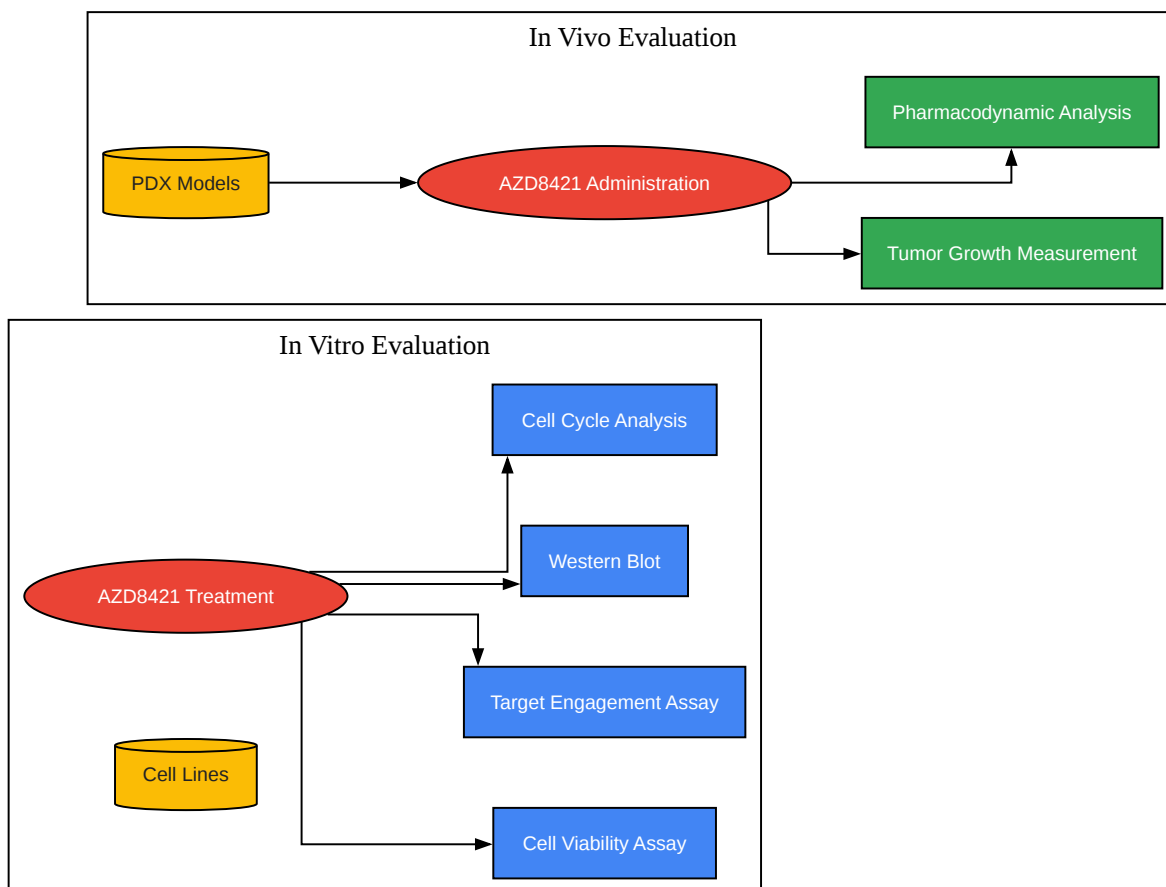 In Vivo Evaluation
Pharmacodynamic Analysis
PDX Models
AZD8421 Administration
Tumor Growth Measurement
In Vitro Evaluation
Cell Cycle Analysis
Western Blot
AZD8421 Treatment
Target Engagement Assay
Cell Lines
Cell Viability Assay